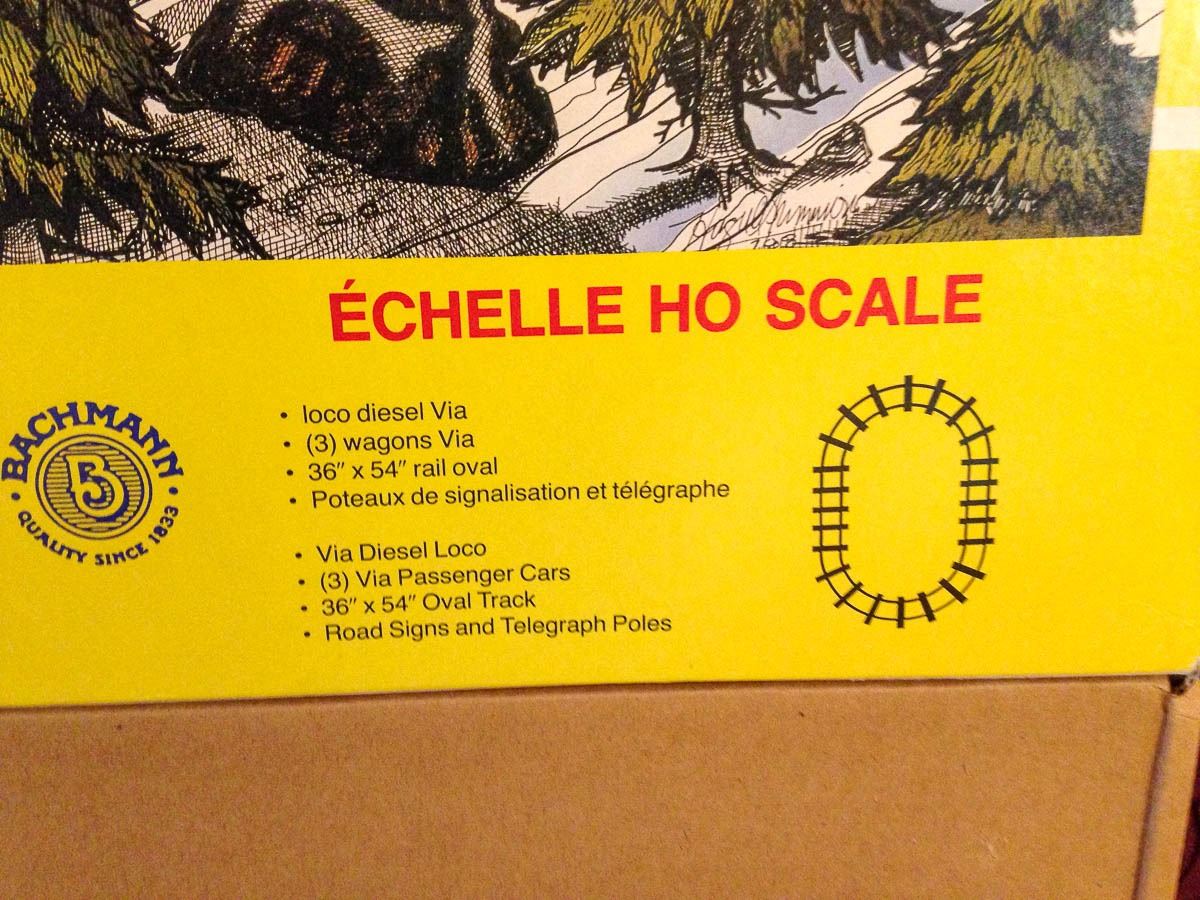 ÉCHELLE HO SCALE
BACHMANN
B
• QUALITY SINCE 1833 •
• loco diesel Via
• (3) wagons Via
• 36″ x 54″ rail oval
• Poteaux de signalisation et télégraphe
• Via Diesel Loco
• (3) Via Passenger Cars
• 36″ x 54″ Oval Track
• Road Signs and Telegraph Poles